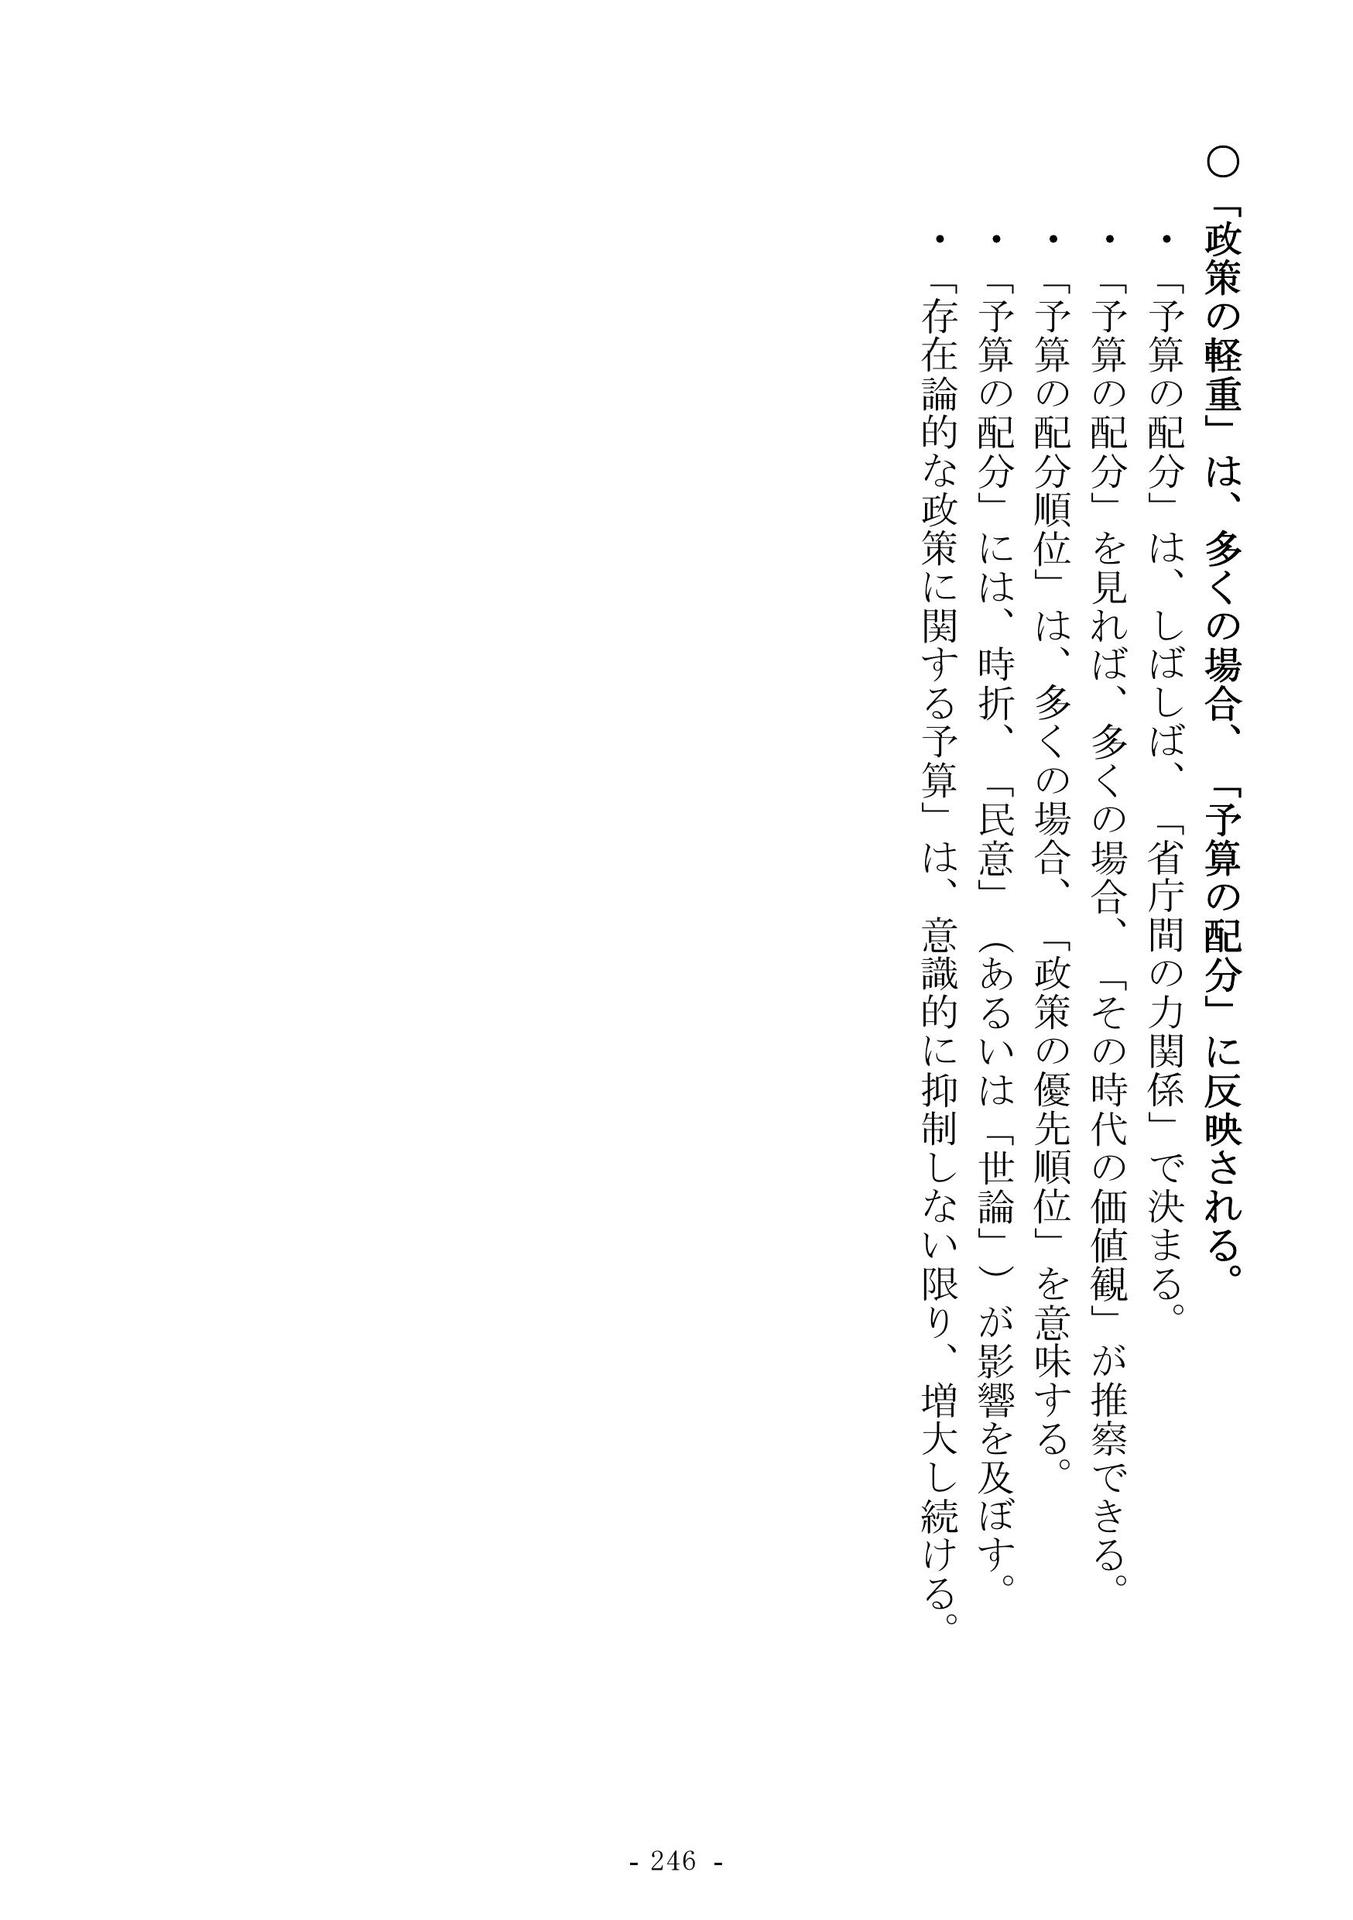 ○「政策の軽重」は、多くの場合、「予算の配分」に反映される。
・「予算の配分」は、しばしば、「省庁間の力関係」で決まる。
・「予算の配分」を見れば、多くの場合、「その時代の価値観」が推察できる。
・「予算の配分順位」は、多くの場合、「政策の優先順位」を意味する。
・「予算の配分」には、時折、「民意」（あるいは「世論」）が影響を及ぼす。
・「存在論的な政策に関する予算」は、意識的に抑制しない限り、増大し続ける。
- 246 -